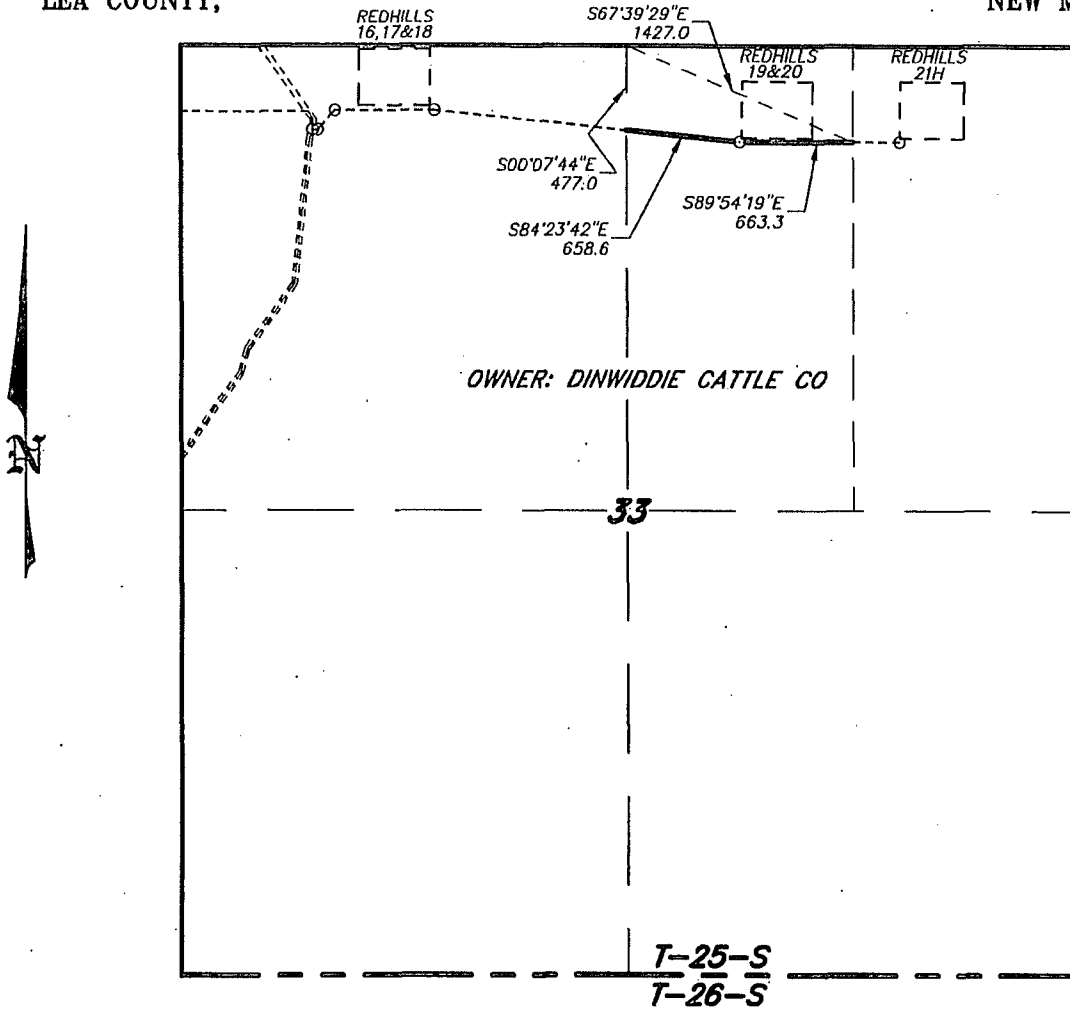 LEA COUNTY,
NEW M
REDHILLS
16,17&18
S67°39'29"E
1427.0
REDHILLS
19&20
REDHILLS
21H
S00°07'44"E
477.0
S89°54'19"E
663.3
S84°23'42"E
658.6
OWNER: DINWIDDIE CATTLE CO
N
33
T-25-S
T-26-S